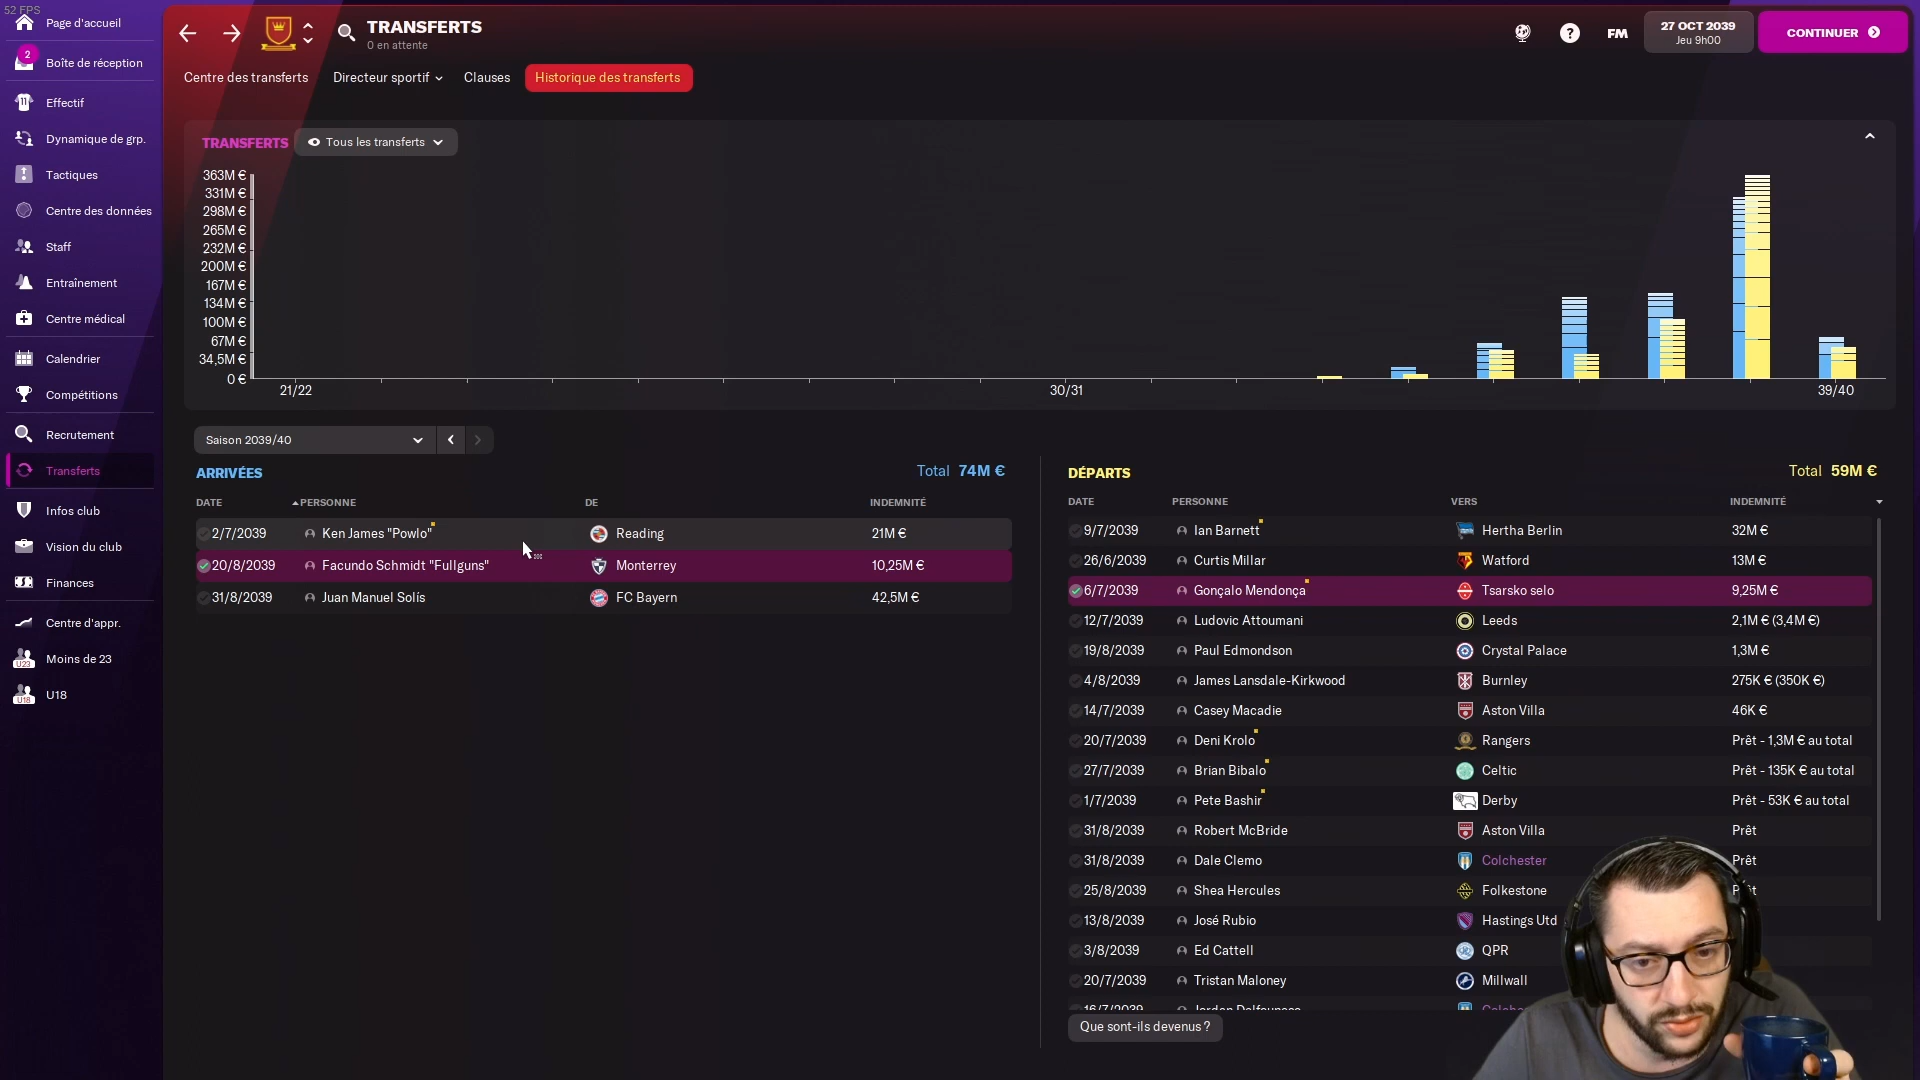 52 FPS
Page d'accueil
2
Boîte de réception
Effectif
Dynamique de grp.
Tactiques
Centre des données
Staff
Entraînement
Centre médical
Calendrier
Compétitions
Recrutement
Transferts
Infos club
Vision du club
Finances
Centre d'appr.
U23 Moins de 23
U18 U18
TRANSFERTS
0 en attente
? FM
27 OCT 2039
Jeu 9h00
CONTINUER
Centre des transferts Directeur sportif Clauses Historique des transferts
TRANSFERTS Tous les transferts
363M €
331M €
298M €
265M €
232M €
200M €
167M €
134M €
100M €
67M €
34,5M €
0 €
21/22 30/31 39/40
Saison 2039/40
ARRIVÉES Total 74M €
DATE PERSONNE DE INDEMNITÉ
2/7/2039 Ken James "Powlo" Reading 21M €
20/8/2039 Facundo Schmidt "Fullguns" Monterrey 10,25M €
31/8/2039 Juan Manuel Solís FC Bayern 42,5M €
DÉPARTS Total 59M €
DATE PERSONNE VERS INDEMNITÉ
9/7/2039 Ian Barnett Hertha Berlin 32M €
26/6/2039 Curtis Millar Watford 13M €
6/7/2039 Gonçalo Mendonça Tsarsko selo 9,25M €
12/7/2039 Ludovic Attoumani Leeds 2,1M € (3,4M €)
19/8/2039 Paul Edmondson Crystal Palace 1,3M €
4/8/2039 James Lansdale-Kirkwood Burnley 275K € (350K €)
14/7/2039 Casey Macadie Aston Villa 46K €
20/7/2039 Deni Krolo Rangers Prêt - 1,3M € au total
27/7/2039 Brian Bibalo Celtic Prêt - 135K € au total
1/7/2039 Pete Bashir Derby Prêt - 53K € au total
31/8/2039 Robert McBride Aston Villa Prêt
31/8/2039 Dale Clemo Colchester Prêt
25/8/2039 Shea Hercules Folkestone
13/8/2039 José Rubio Hastings Utd
3/8/2039 Ed Cattell QPR
20/7/2039 Tristan Maloney Millwall
Que sont-ils devenus ?